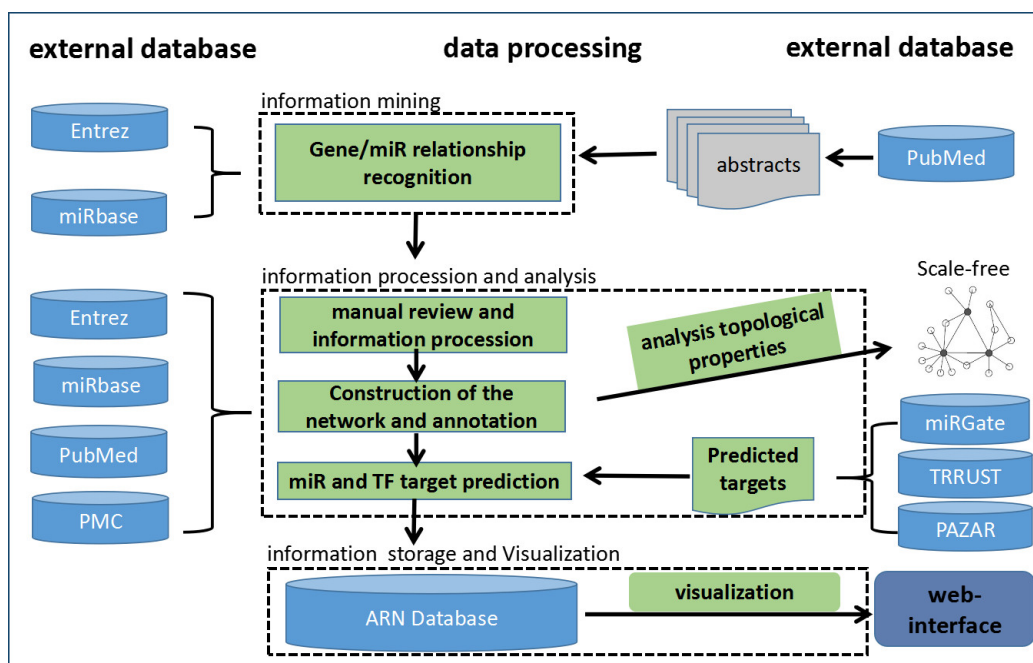 external database
data processing
external database
information mining
Entrez
miRbase
Gene/miR relationship
recognition
abstracts
PubMed
information procession and analysis
Scale-free
Entrez
miRbase
PubMed
PMC
manual review and
information procession
Construction of the
network and annotation
miR and TF target prediction
analysis topological
properties
Predicted
targets
miRGate
TRRUST
PAZAR
information storage and Visualization
ARN Database
visualization
web-
interface